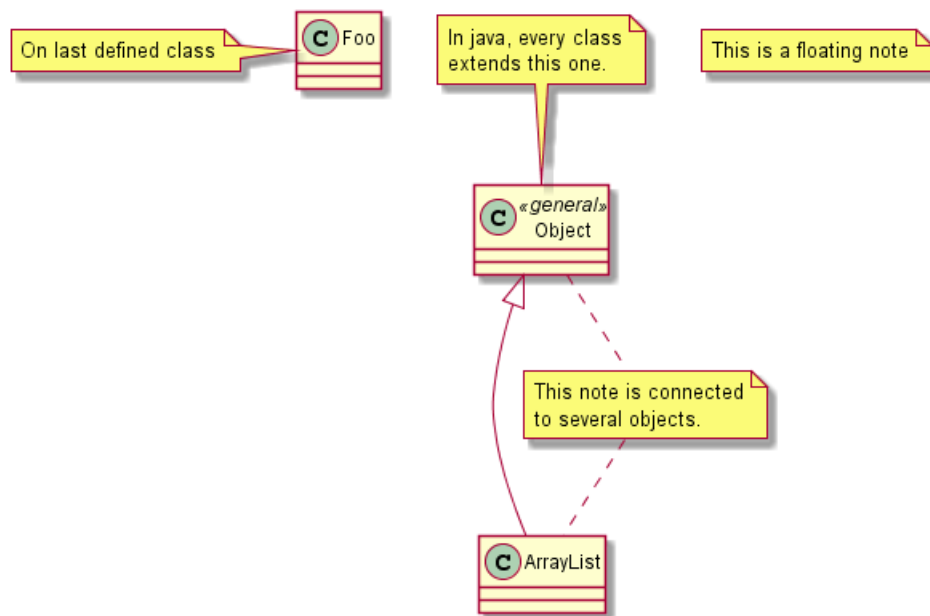 On last defined class
C Foo
In java, every class
extends this one.
This is a floating note
C «general»
Object
This note is connected
to several objects.
C ArrayList